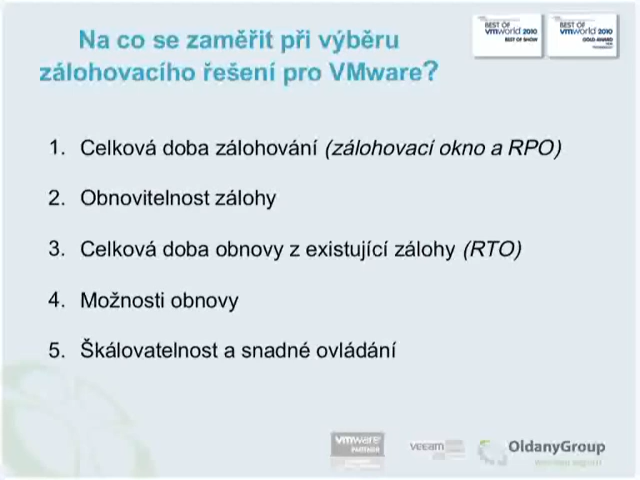 Na co se zaměřit při výběru
zálohovacího řešení pro VMware?
BEST OF
vmworld 2010
BEST OF SHOW
BEST OF
vmworld 2010
GOLD AWARD
1. Celková doba zálohování (zálohovací okno a RPO)
2. Obnovitelnost zálohy
3. Celková doba obnovy z existující zálohy (RTO)
4. Možnosti obnovy
5. Škálovatelnost a snadné ovládání
vmware
PARTNER
veeam
OldanyGroup